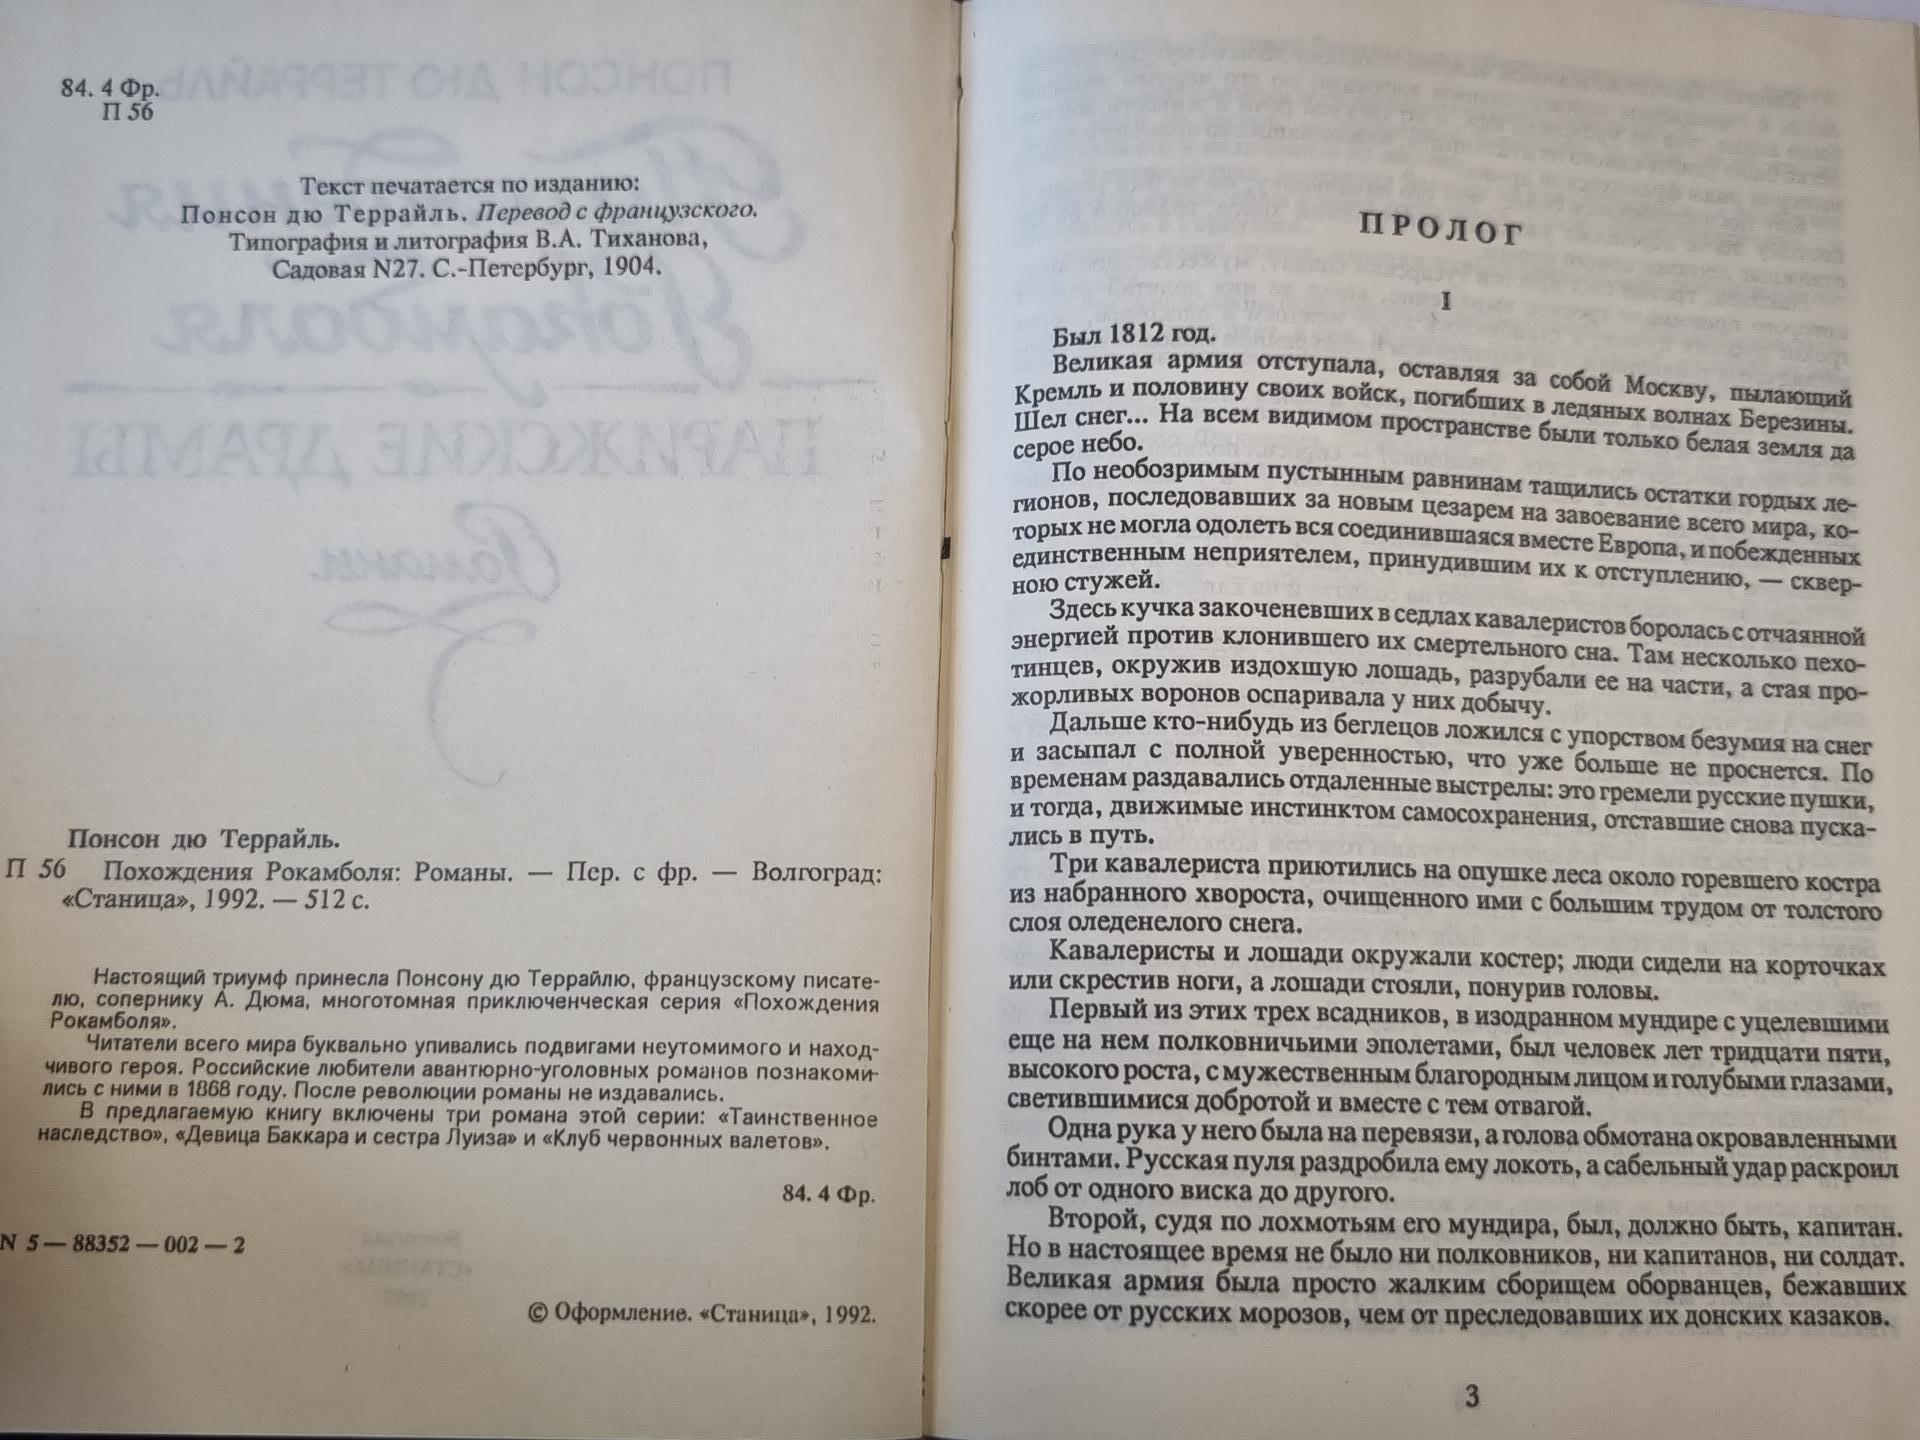 84. 4 Фр.
П 56
Текст печатается по изданию:
Понсон дю Террайль. Перевод с французского.
Типография и литография В.А. Тиханова,
Садовая N27. С.-Петербург, 1904.
Понсон дю Террайль.
П 56 Похождения Рокамболя: Романы. — Пер. с фр. — Волгоград:
«Станица», 1992. — 512 с.
Настоящий триумф принесла Понсону дю Террайлю, французскому писате-
лю, сопернику А. Дюма, многотомная приключенческая серия «Похождения
Рокамболя».
Читатели всего мира буквально упивались подвигами неутомимого и наход-
чивого героя. Российские любители авантюрно-уголовных романов познакоми-
лись с ними в 1868 году. После революции романы не издавались.
В предлагаемую книгу включены три романа этой серии: «Таинственное
наследство», «Девица Баккара и сестра Луиза» и «Клуб червонных валетов».
84. 4 Фр.
N 5 — 88352 — 002 — 2
© Оформление. «Станица», 1992.
ПРОЛОГ
I
Был 1812 год.
Великая армия отступала, оставляя за собой Москву, пылающий
Кремль и половину своих войск, погибших в ледяных волнах Березины.
Шел снег... На всем видимом пространстве были только белая земля да
серое небо.
По необозримым пустынным равнинам тащились остатки гордых ле-
гионов, последовавших за новым цезарем на завоевание всего мира, ко-
торых не могла одолеть вся соединившаяся вместе Европа, и побежденных
единственным неприятелем, принудившим их к отступлению, — сквер-
ною стужей.
Здесь кучка закоченевших в седлах кавалеристов боролась с отчаянной
энергией против клонившего их смертельного сна. Там несколько пехо-
тинцев, окружив издохшую лошадь, разрубали ее на части, а стая про-
жорливых воронов оспаривала у них добычу.
Дальше кто-нибудь из беглецов ложился с упорством безумия на снег
и засыпал с полной уверенностью, что уже больше не проснется. По
временам раздавались отдаленные выстрелы: это гремели русские пушки,
и тогда, движимые инстинктом самосохранения, отставшие снова пуска-
лись в путь.
Три кавалериста приютились на опушке леса около горевшего костра
из набранного хвороста, очищенного ими с большим трудом от толстого
слоя оледенелого снега.
Кавалеристы и лошади окружали костер; люди сидели на корточках
или скрестив ноги, а лошади стояли, понурив головы.
Первый из этих трех всадников, в изодранном мундире с уцелевшими
еще на нем полковничьими эполетами, был человек лет тридцати пяти,
высокого роста, с мужественным благородным лицом и голубыми глазами,
светившимися добротой и вместе с тем отвагой.
Одна рука у него была на перевязи, а голова обмотана окровавленными
бинтами. Русская пуля раздробила ему локоть, а сабельный удар раскроил
лоб от одного виска до другого.
Второй, судя по лохмотьям его мундира, был, должно быть, капитан.
Но в настоящее время не было ни полковников, ни капитанов, ни солдат.
Великая армия была просто жалким сборищем оборванцев, бежавших
скорее от русских морозов, чем от преследовавших их донских казаков.
3